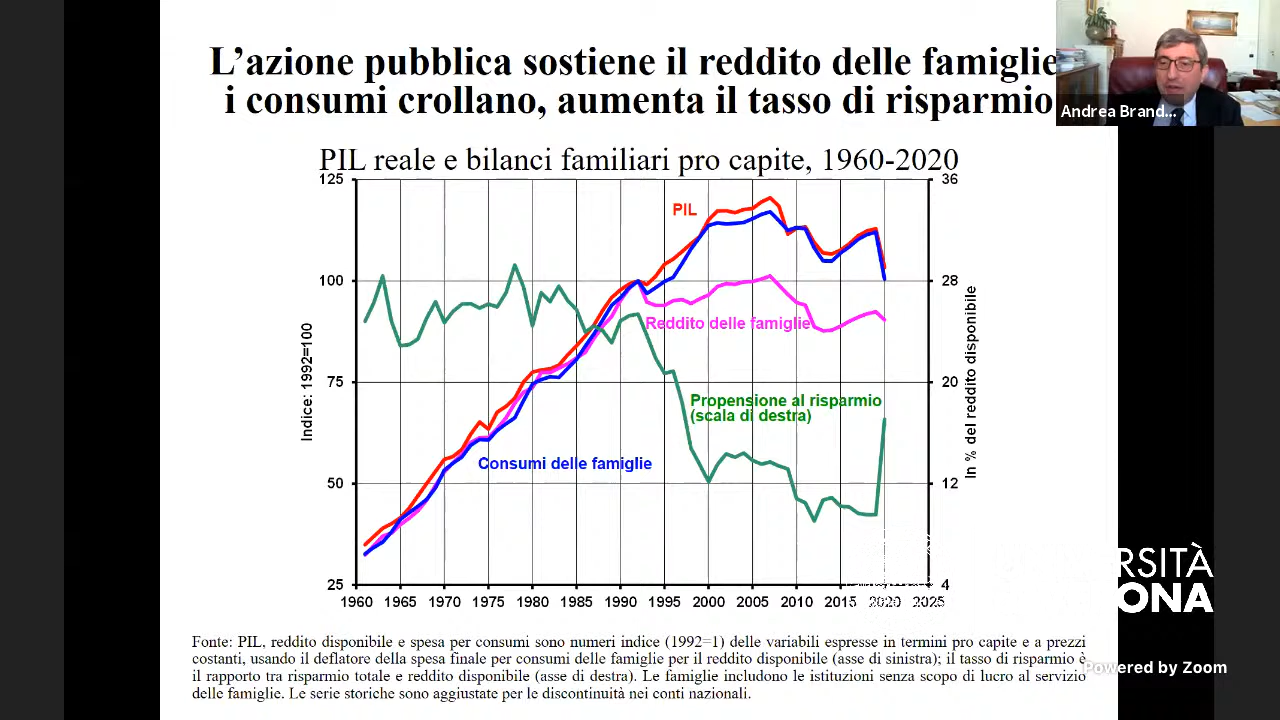 L'azione pubblica sostiene il reddito delle famiglie
i consumi crollano, aumenta il tasso di risparmio
Andrea Brand...
PIL reale e bilanci familiari pro capite, 1960-2020
125
36
PIL
100
28
Reddito delle famiglie
Indice: 1992=100
In % del reddito disponibile
75
20
Propensione al risparmio
(scala di destra)
Consumi delle famiglie
50
12
25
4
1960 1965 1970 1975 1980 1985 1990 1995 2000 2005 2010 2015 2020 2025
RSITÀ
ONA
Fonte: PIL, reddito disponibile e spesa per consumi sono numeri indice (1992=1) delle variabili espresse in termini pro capite e a prezzi
costanti, usando il deflatore della spesa finale per consumi delle famiglie per il reddito disponibile (asse di sinistra); il tasso di risparmio è
il rapporto tra risparmio totale e reddito disponibile (asse di destra). Le famiglie includono le istituzioni senza scopo di lucro al servizio
delle famiglie. Le serie storiche sono aggiustate per le discontinuità nei conti nazionali.
Powered by Zoom